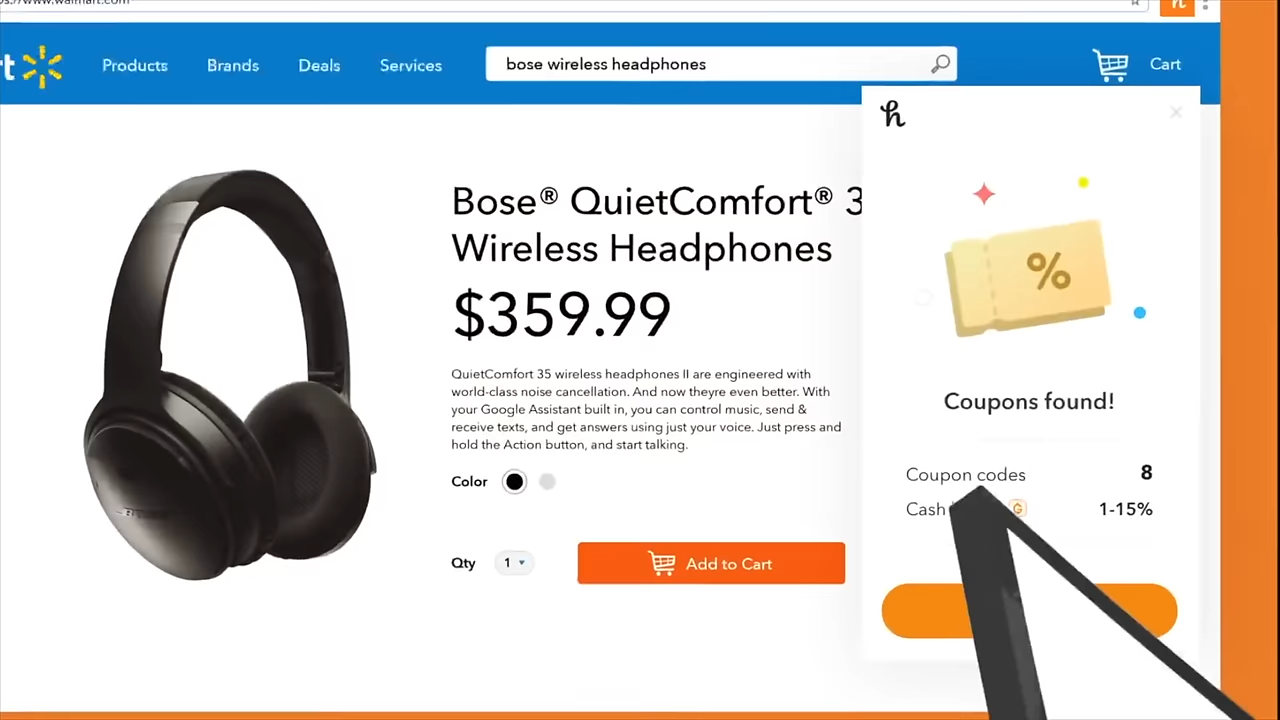 www.walmart.com
t
Products
Brands
Deals
Services
bose wireless headphones
Cart
h
Bose® QuietComfort® 3
Wireless Headphones
$359.99
QuietComfort 35 wireless headphones II are engineered with
world-class noise cancellation. And now theyre even better. With
your Google Assistant built in, you can control music, send &
receive texts, and get answers using just your voice. Just press and
hold the Action button, and start talking.
Color
Qty
1
Add to Cart
%
Coupons found!
Coupon codes 8
Cash G 1-15%